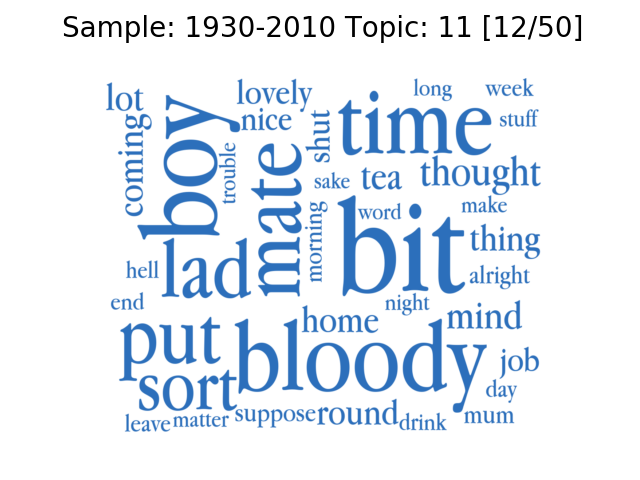 Sample: 1930-2010 Topic: 11 [12/50]
lot
lovely
long
week
boy
nice
time
stuff
coming
trouble
shut
mate
sake
tea
thought
morning
word
make
bit
thing
hell
lad
alright
end
night
home
mind
put
bloody
job
sort
day
leave
matter
suppose
round
drink
mum